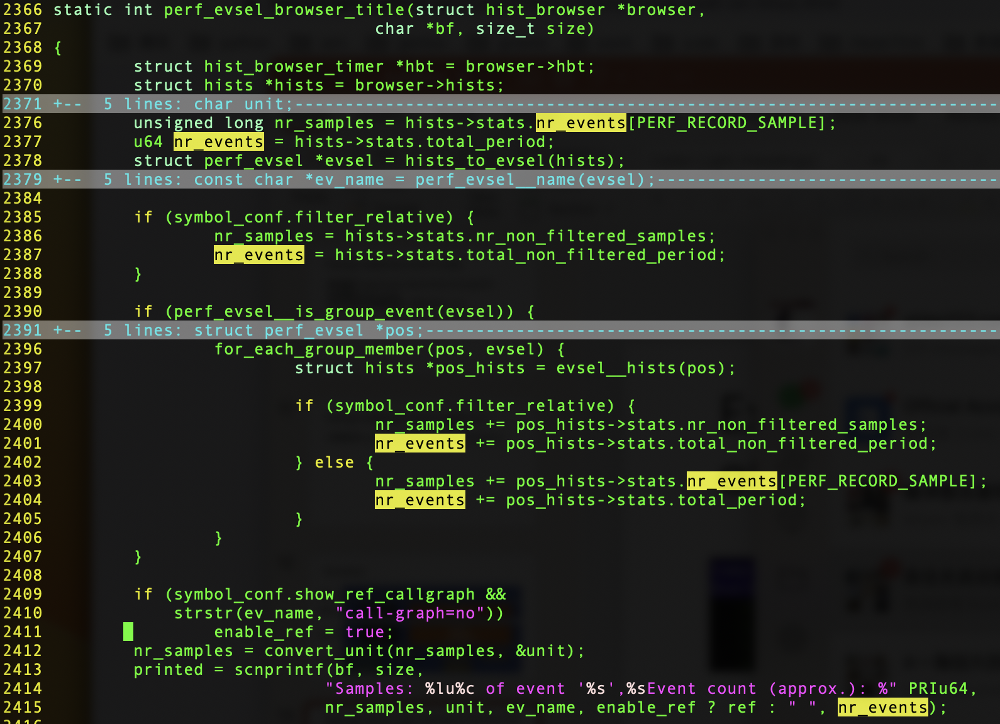 2366 static int perf_evsel_browser_title(struct hist_browser *browser,
2367                                 char *bf, size_t size)
2368 {
2369         struct hist_browser_timer *hbt = browser->hbt;
2370         struct hists *hists = browser->hists;
2371 +--  5 lines: char unit;----------------------------------------------------------------------
2376         unsigned long nr_samples = hists->stats.nr_events[PERF_RECORD_SAMPLE];
2377         u64 nr_events = hists->stats.total_period;
2378         struct perf_evsel *evsel = hists_to_evsel(hists);
2379 +--  5 lines: const char *ev_name = perf_evsel__name(evsel);----------------------------------
2384
2385         if (symbol_conf.filter_relative) {
2386                 nr_samples = hists->stats.nr_non_filtered_samples;
2387                 nr_events = hists->stats.total_non_filtered_period;
2388         }
2389
2390         if (perf_evsel__is_group_event(evsel)) {
2391 +--  5 lines: struct perf_evsel *pos;---------------------------------------------------------
2396                 for_each_group_member(pos, evsel) {
2397                         struct hists *pos_hists = evsel__hists(pos);
2398
2399                         if (symbol_conf.filter_relative) {
2400                                 nr_samples += pos_hists->stats.nr_non_filtered_samples;
2401                                 nr_events += pos_hists->stats.total_non_filtered_period;
2402                         } else {
2403                                 nr_samples += pos_hists->stats.nr_events[PERF_RECORD_SAMPLE];
2404                                 nr_events += pos_hists->stats.total_period;
2405                         }
2406                 }
2407         }
2408
2409         if (symbol_conf.show_ref_callgraph &&
2410             strstr(ev_name, "call-graph=no"))
2411                 enable_ref = true;
2412         nr_samples = convert_unit(nr_samples, &unit);
2413         printed = scnprintf(bf, size,
2414                            "Samples: %lu%c of event '%s',%sEvent count (approx.): %" PRIu64,
2415                            nr_samples, unit, ev_name, enable_ref ? ref : " ", nr_events);